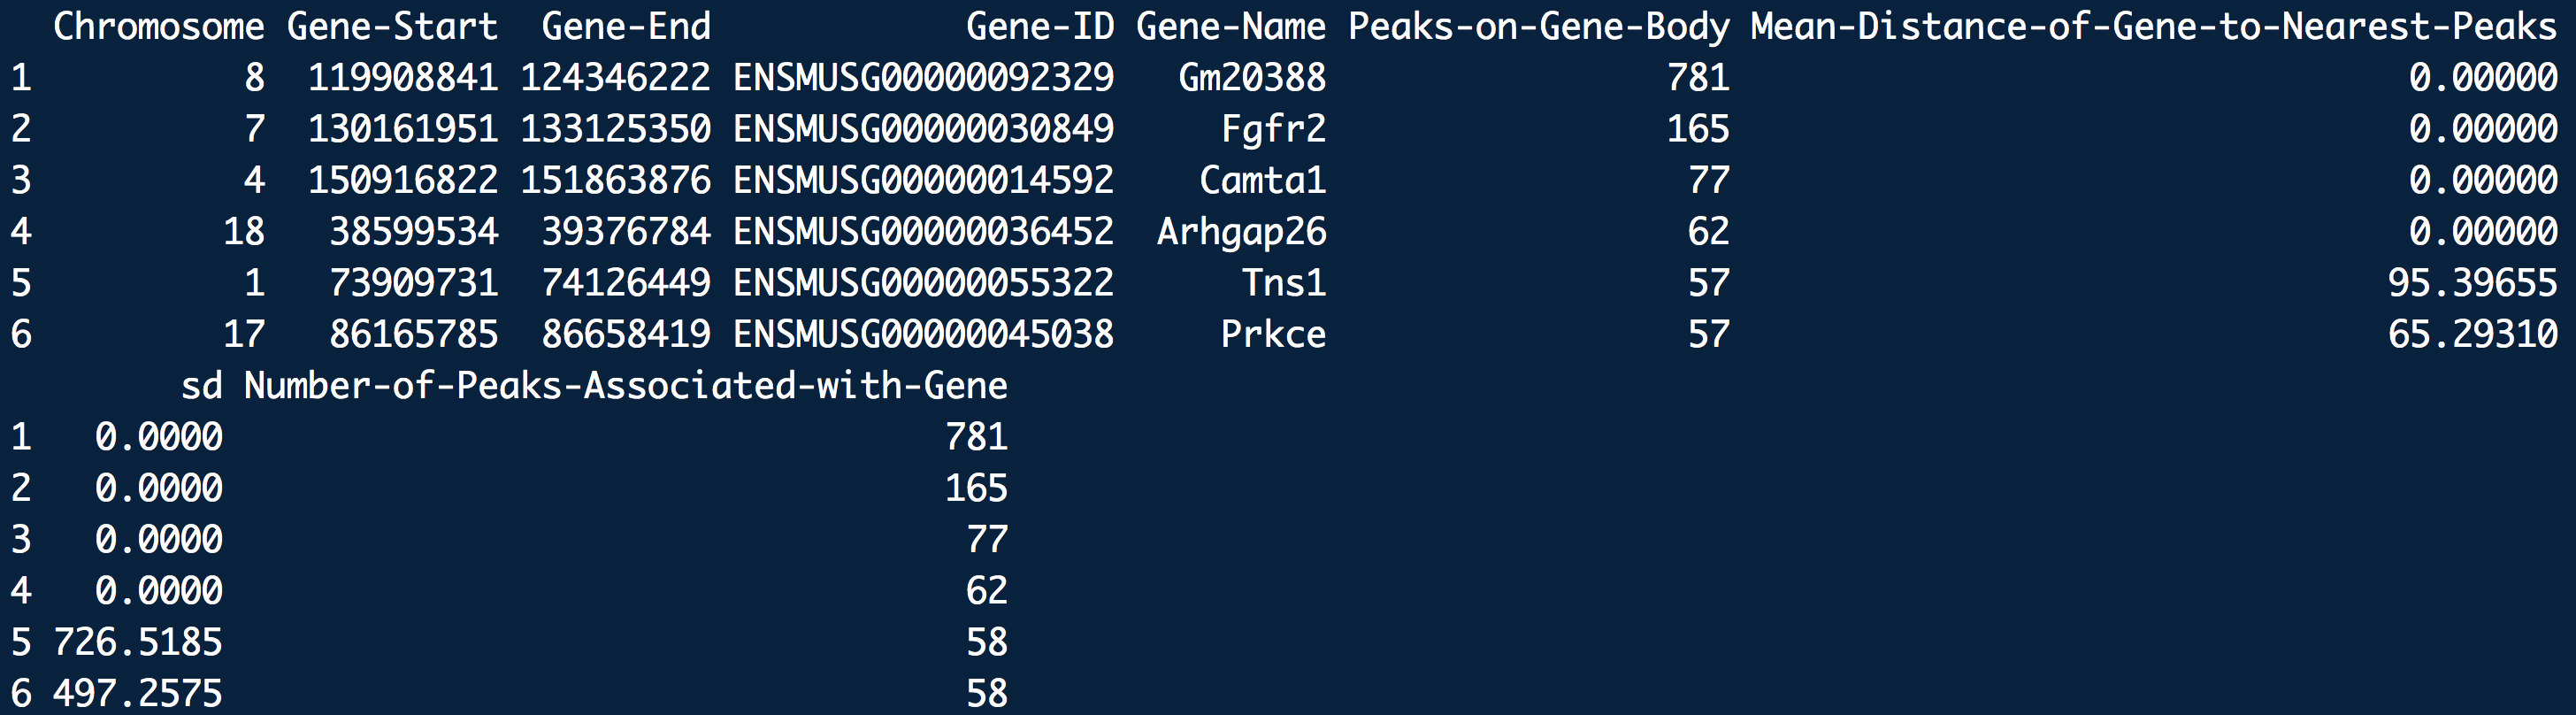 Chromosome Gene-Start Gene-End Gene-ID Gene-Name Peaks-on-Gene-Body Mean-Distance-of-Gene-to-Nearest-Peaks
1 8 119908841 124346222 ENSMUSG00000092329 Gm20388 781 0.00000
2 7 130161951 133125350 ENSMUSG00000030849 Fgfr2 165 0.00000
3 4 150916822 151863876 ENSMUSG00000014592 Camta1 77 0.00000
4 18 38599534 39376784 ENSMUSG00000036452 Arhgap26 62 0.00000
5 1 73909731 74126449 ENSMUSG00000055322 Tns1 57 95.39655
6 17 86165785 86658419 ENSMUSG00000045038 Prkce 57 65.29310
sd Number-of-Peaks-Associated-with-Gene
1 0.0000 781
2 0.0000 165
3 0.0000 77
4 0.0000 62
5 726.5185 58
6 497.2575 58